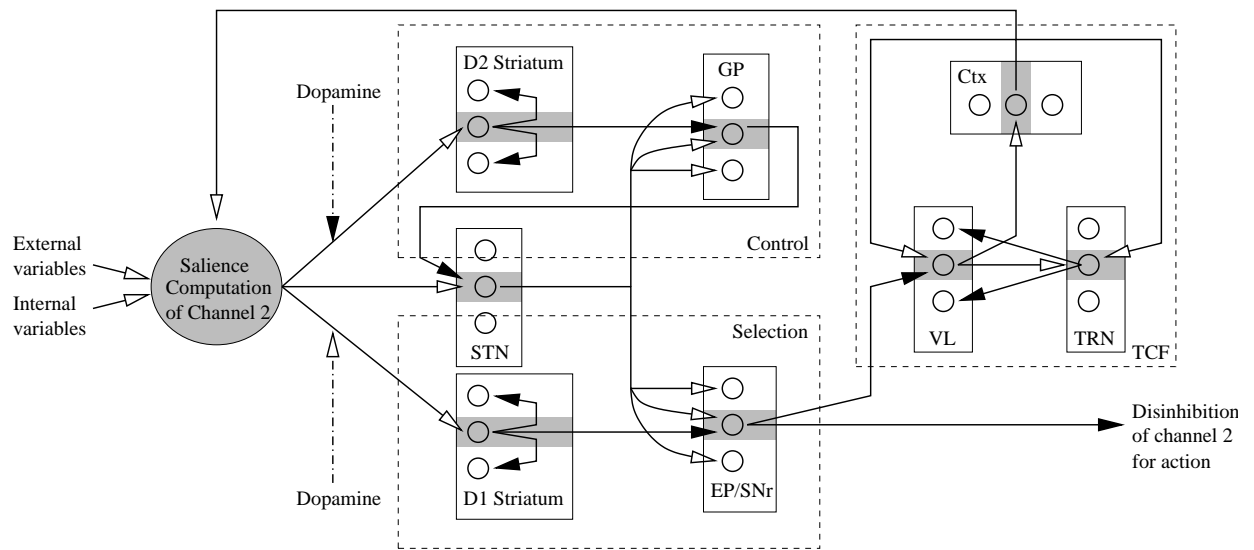 D2 Striatum
GP
Ctx
Dopamine
Control
External
variables
Internal
variables
Salience
Computation
of Channel 2
STN
Selection
VL
TRN
TCF
Dopamine
D1 Striatum
EP/SNr
Disinhibition
of channel 2
for action